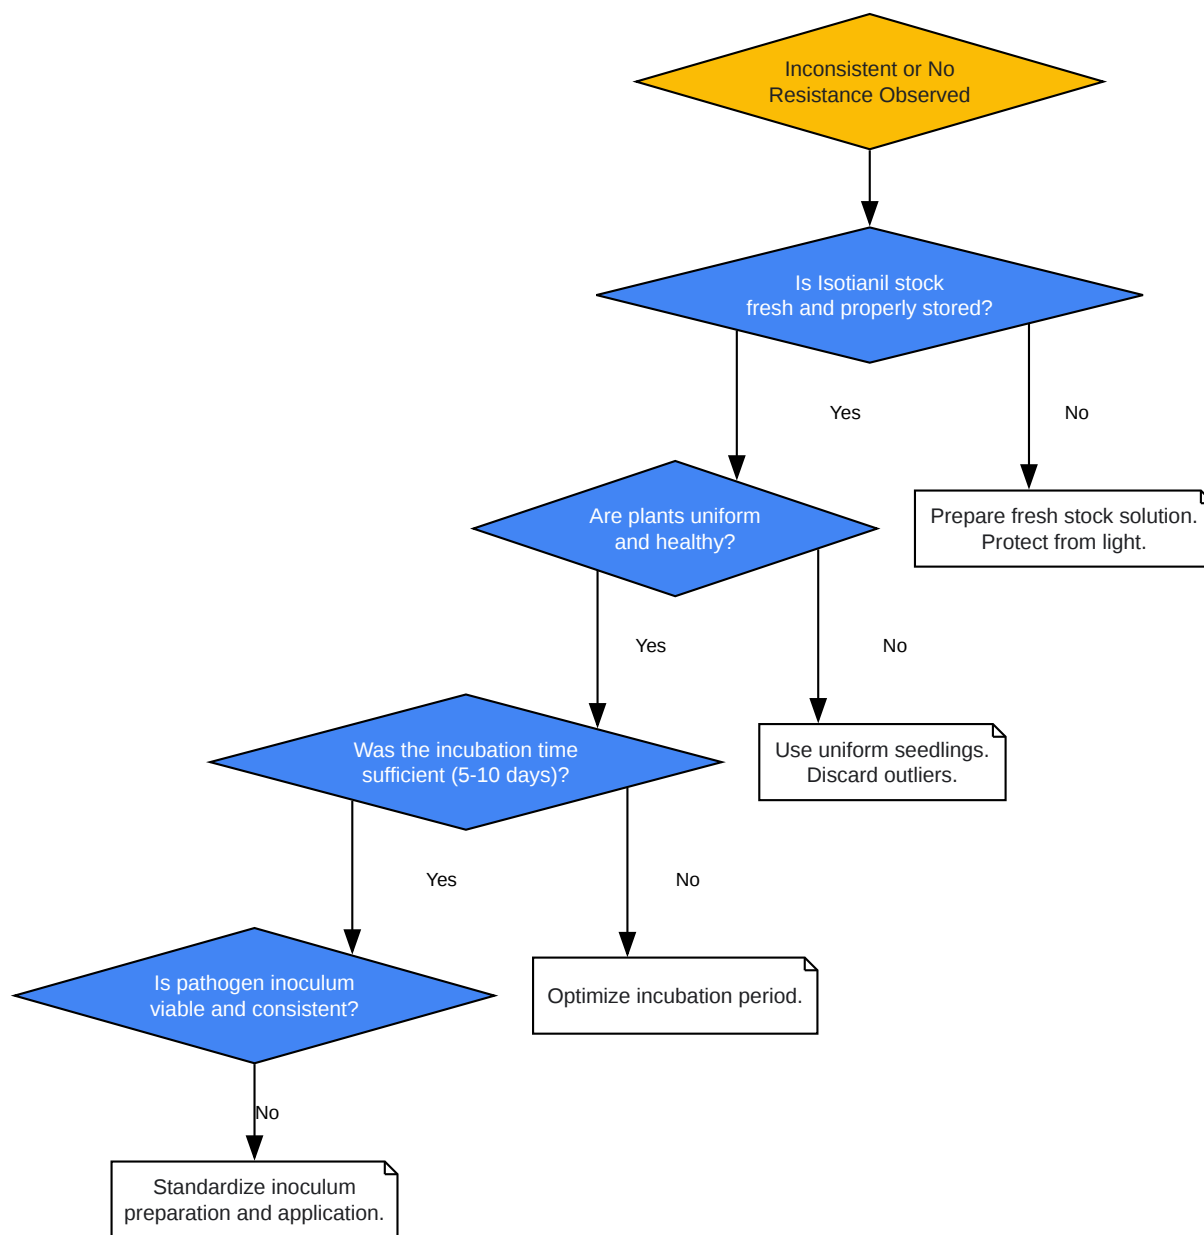 Inconsistent or No
Resistance Observed
Is Isotianil stock
fresh and properly stored?
Yes
No
Are plants uniform
and healthy?
Prepare fresh stock solution.
Protect from light.
Yes
No
Was the incubation time
sufficient (5-10 days)?
Use uniform seedlings.
Discard outliers.
Yes
No
Is pathogen inoculum
viable and consistent?
Optimize incubation period.
No
Standardize inoculum
preparation and application.